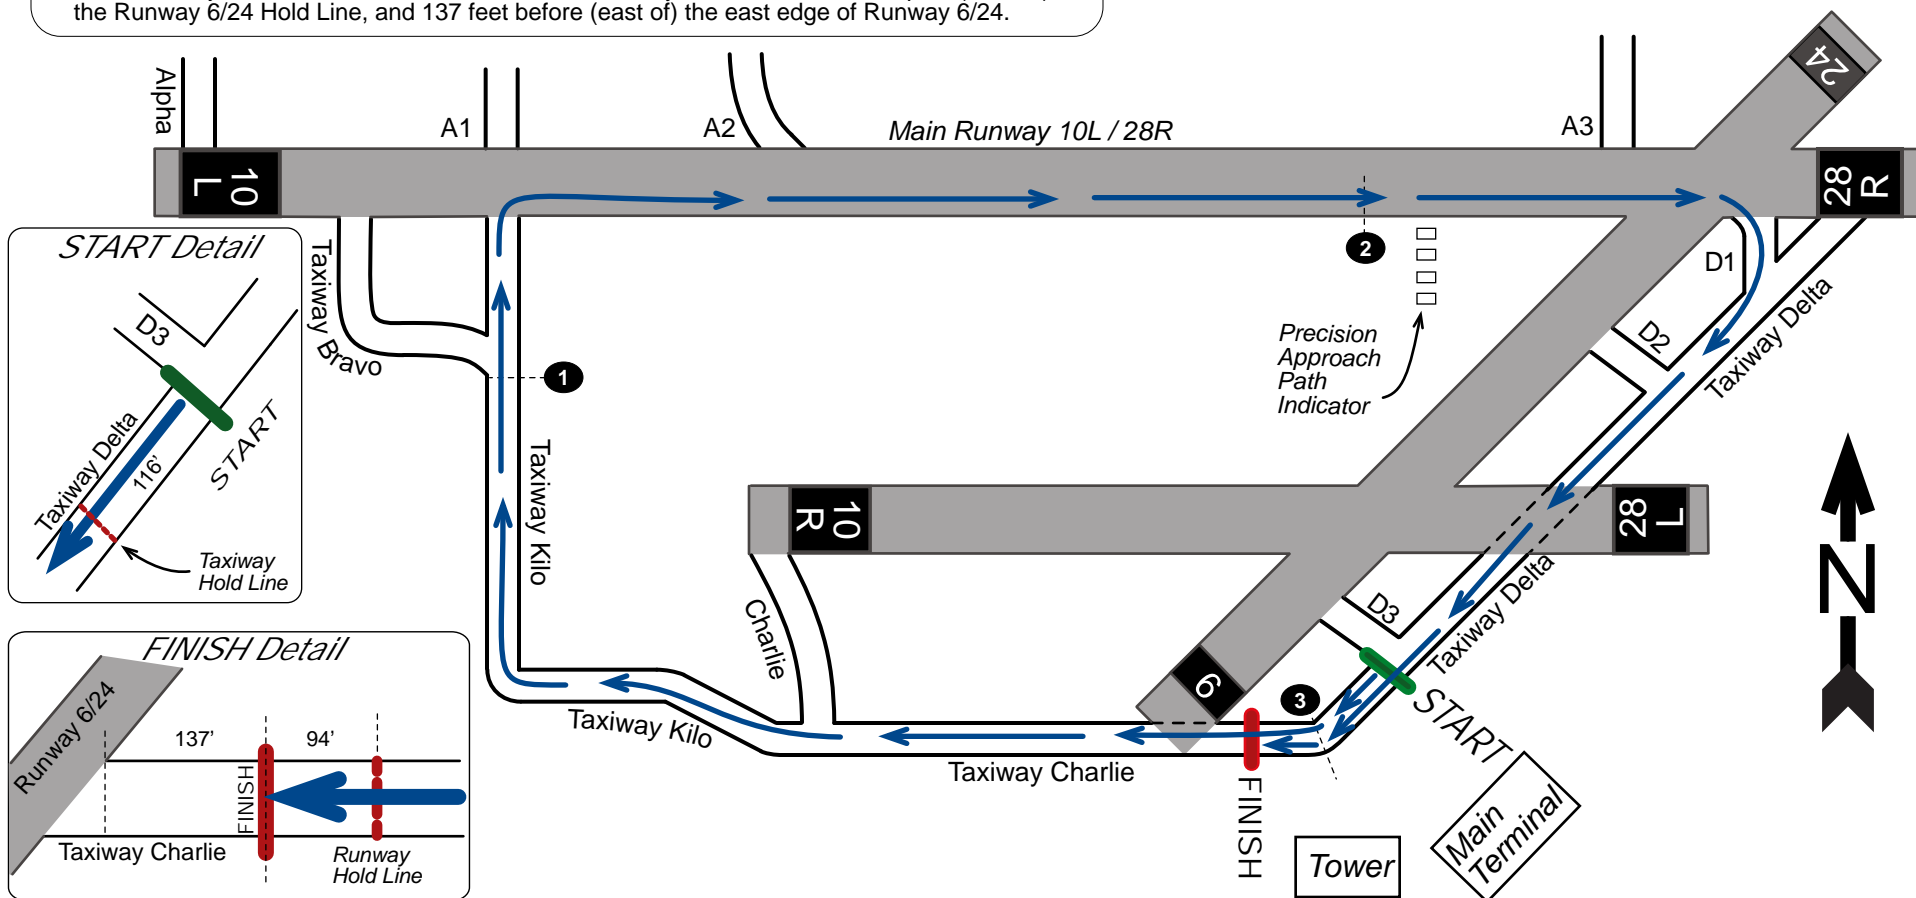 the Runway 6/24 Hold Line, and 137 feet before (east of) the east edge of Runway 6/24.
Alpha
A1
A2
Main Runway 10L / 28R
A3
24
10
L
28
R
START Detail
D3
Taxiway Delta
116’
START
Taxiway
Hold Line
Taxiway Bravo
1
2
Precision
Approach
Path
Indicator
D1
D2
Taxiway Delta
Taxiway Kilo
10
R
28
L
Charlie
D3
Taxiway Delta
6
3
START
N
FINISH Detail
Runway 6/24
137’
94’
FINISH
Taxiway Charlie
Runway
Hold Line
Taxiway Kilo
Taxiway Charlie
FINISH
Tower
Main
Terminal